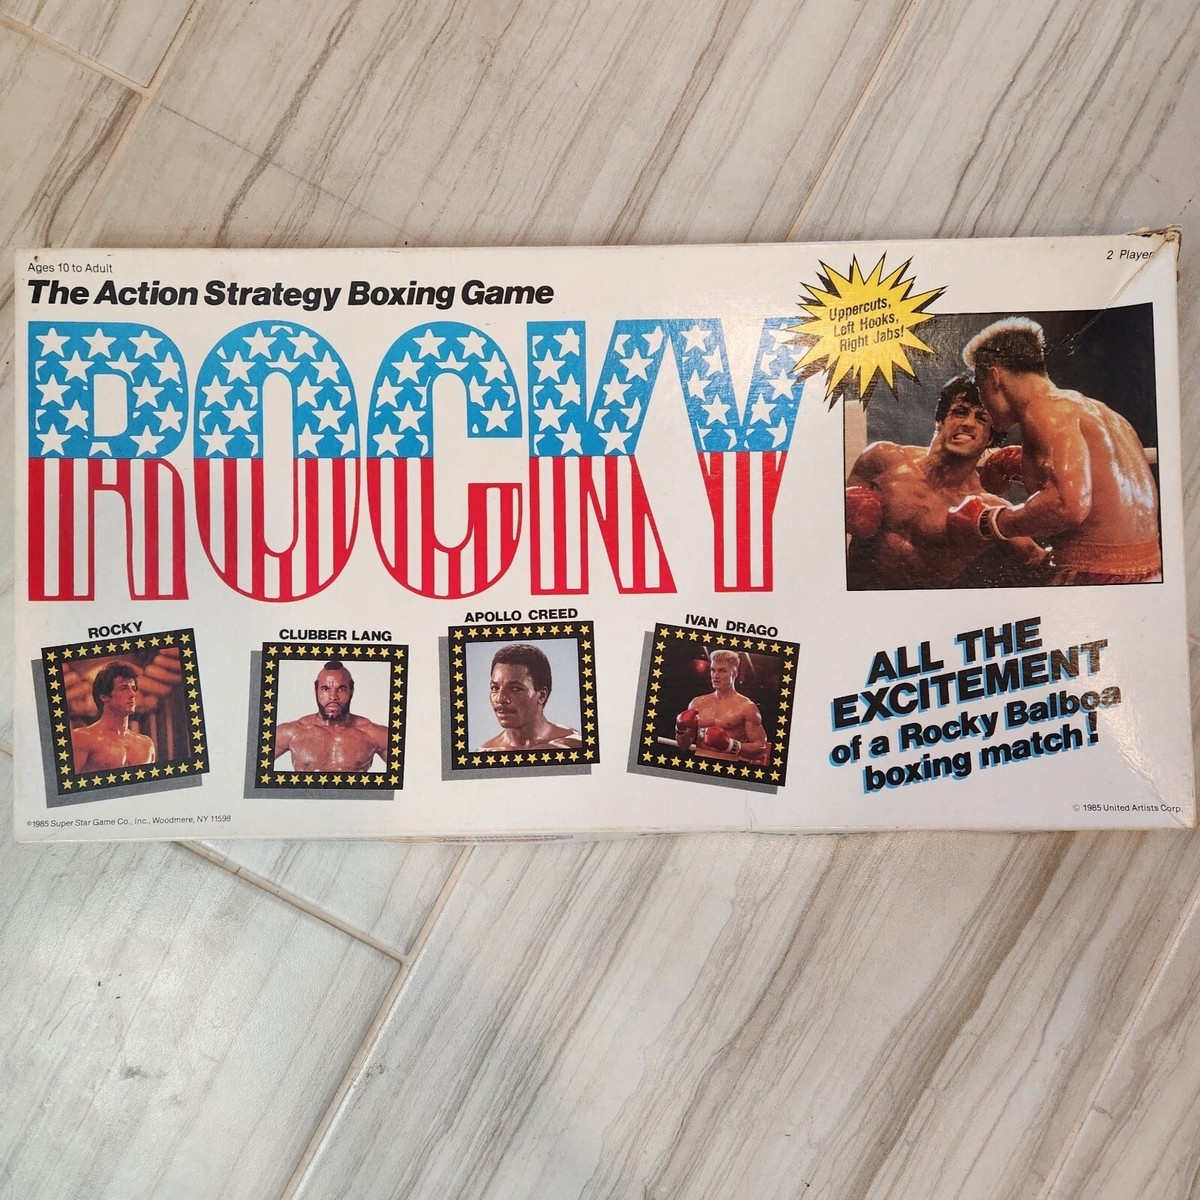 Ages 10 to Adult
2 Player
The Action Strategy Boxing Game
ROCKY
Uppercuts,
Left Hooks,
Right Jabs!
ROCKY
CLUBBER LANG
APOLLO CREED
IVAN DRAGO
ALL THE
EXCITEMENT
of a Rocky Balboa
boxing match!
©1985 Super Star Game Co., Inc., Woodmere, NY 11598
© 1985 United Artists Corp.